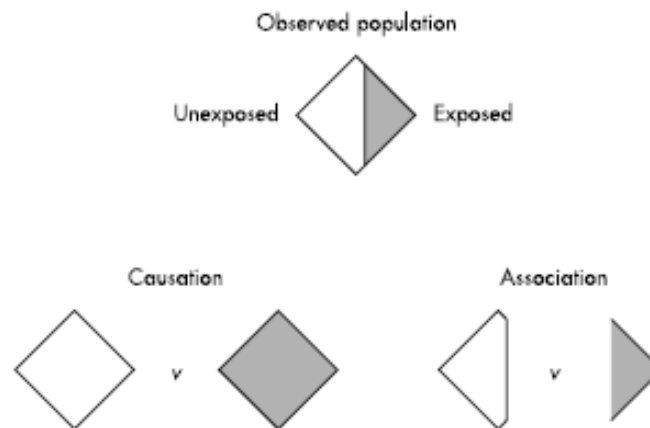 Observed population
Unexposed
Exposed
Causation
Association
v
v